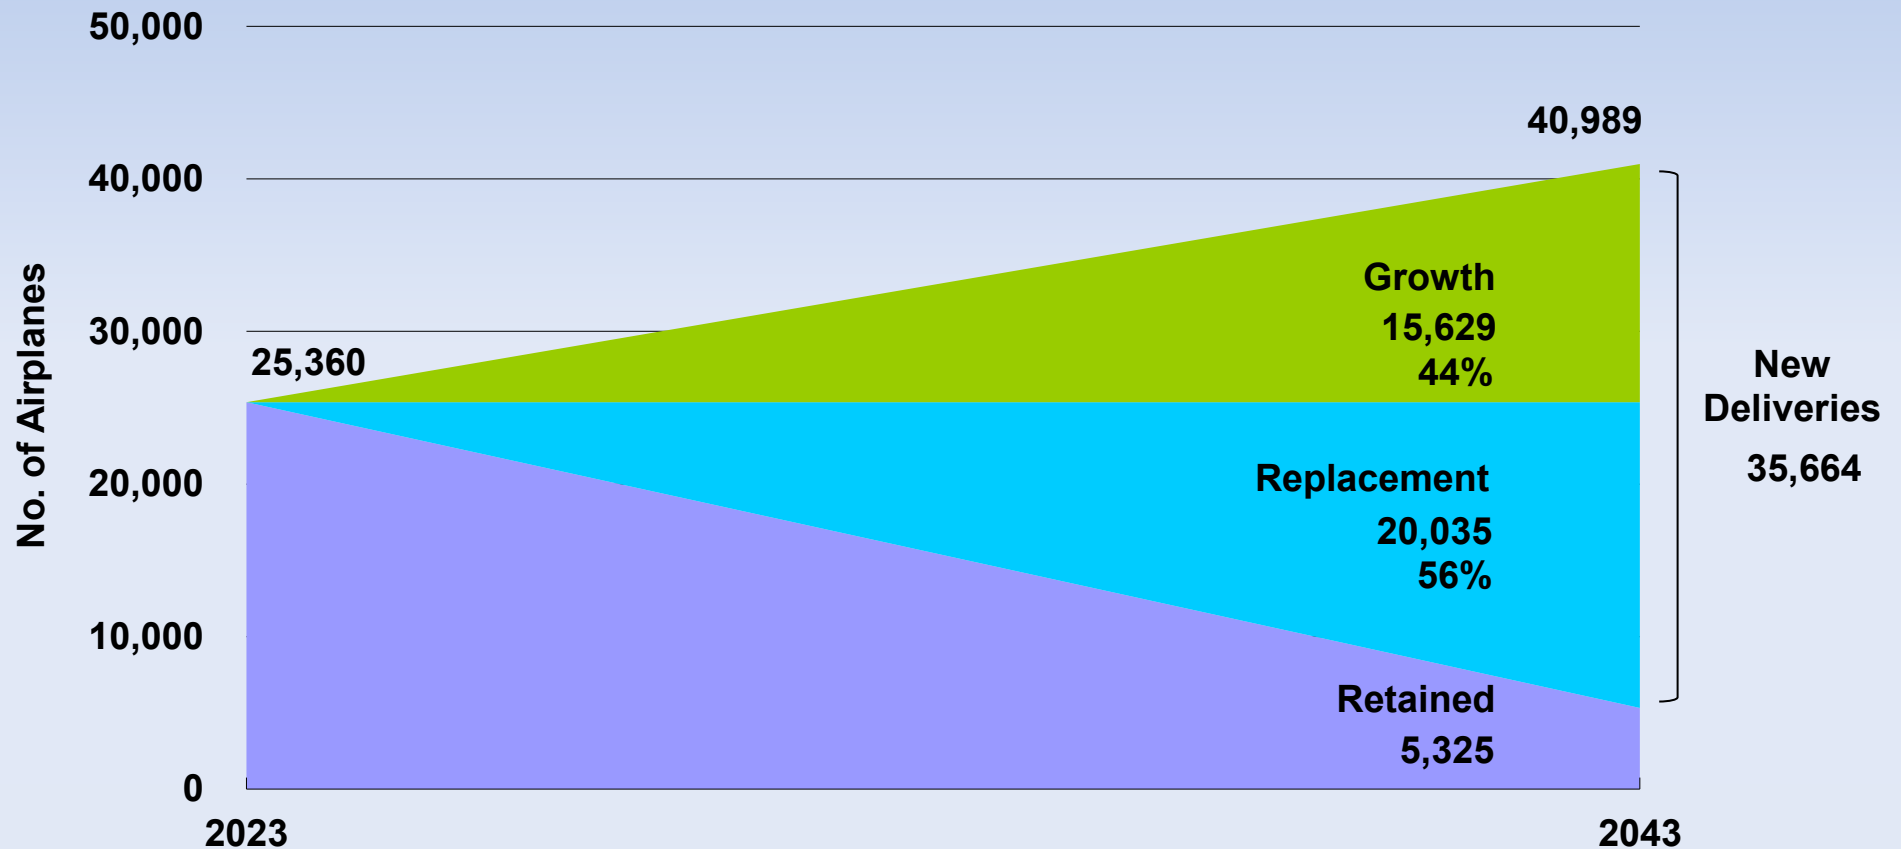 50,000
40,989
40,000
Growth
15,629
44%
30,000
25,360
No. of Airplanes
New
Deliveries
35,664
20,000
Replacement
20,035
56%
10,000
Retained
5,325
0
2023
2043